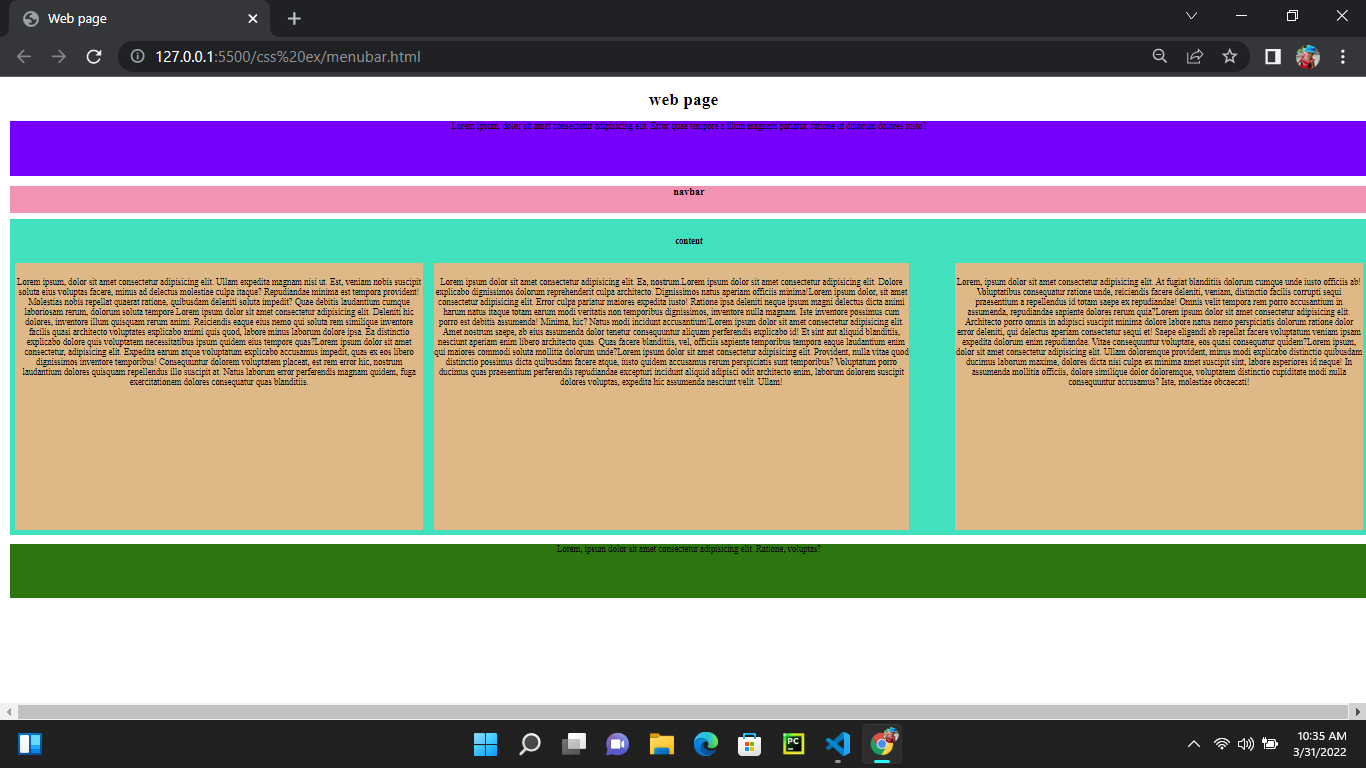 Web page
127.0.0.1:5500/css%20ex/menubar.html
web page
Lorem ipsum, dolor sit amet consectetur adipisicing elit. Error quae tempore a illum magnam pariatur, ratione ut dolorum dolores iusto?
navbar
content
Lorem ipsum, dolor sit amet consectetur adipisicing elit. Ullam expedita magnam nisi ut. Est, veniam nobis suscipit
soluta eius voluptas facere, minus ad delectus molestiae culpa itaque? Repudiandae minima est tempora provident!
Molestias nobis repellat quaerat ratione, quibusdam deleniti soluta impedit? Quae debitis laudantium cumque
laboriosam rerum, dolorum soluta tempore.Lorem ipsum dolor sit amet consectetur adipisicing elit. Deleniti hic
dolores, inventore illum quisquam rerum animi. Reiciendis eaque eius nemo qui soluta rem similique inventore
facilis quasi architecto voluptates explicabo animi quis quod, labore minus laborum dolore ipsa. Ea distinctio
explicabo dolore quis voluptatem necessitatibus ipsum quidem eius tempore quas?Lorem ipsum dolor sit amet
consectetur, adipisicing elit. Expedita earum atque voluptatum explicabo accusamus impedit, quas ex eos libero
dignissimos inventore temporibus! Consequuntur dolorem voluptatem placeat, est rem error hic, nostrum
laudantium dolores quisquam repellendus illo suscipit at. Natus laborum error perferendis magnam quidem, fuga
exercitationem dolores consequatur quas blanditiis.
Lorem ipsum dolor sit amet consectetur adipisicing elit. Ea, nostrum.Lorem ipsum dolor sit amet consectetur adipisicing elit. Dolore
explicabo dignissimos dolorum reprehenderit culpa architecto. Dignissimos natus aperiam officiis minima!Lorem ipsum dolor, sit amet
consectetur adipisicing elit. Error culpa pariatur maiores expedita iusto! Ratione ipsa deleniti neque ipsum magni delectus dicta animi
harum natus itaque totam earum modi veritatis non temporibus dignissimos, inventore nulla magnam. Iste inventore possimus cum
porro est debitis assumenda! Minima, hic? Natus modi incidunt accusantium!Lorem ipsum dolor sit amet consectetur adipisicing elit.
Amet nostrum saepe, ab eius assumenda dolor tenetur consequuntur aliquam perferendis explicabo id! Et sint aut aliquid blanditiis,
nesciunt aperiam enim libero architecto quas. Quas facere blanditiis, vel, officiis sapiente temporibus tempora eaque laudantium enim
qui maiores commodi soluta mollitia dolorum unde?Lorem ipsum dolor sit amet consectetur adipisicing elit. Provident, nulla vitae quod
distinctio possimus dicta quibusdam facere atque, iusto quidem accusamus rerum perspiciatis sunt temporibus? Voluptatum porro
ducimus quas praesentium perferendis repudiandae excepturi incidunt aliquid adipisci odit architecto enim, laborum dolorem suscipit
dolores voluptas, expedita hic assumenda nesciunt velit. Ullam!
Lorem, ipsum dolor sit amet consectetur adipisicing elit. At fugiat blanditiis dolorum cumque unde iusto officiis ab!
Voluptatibus consequatur ratione unde, reiciendis facere deleniti, veniam, distinctio facilis corrupti sequi
praesentium a repellendus id totam saepe ex repudiandae! Omnis velit tempora rem porro accusantium in
assumenda, repudiandae sapiente dolores rerum quia?Lorem ipsum dolor sit amet consectetur adipisicing elit.
Architecto porro omnis in adipisci suscipit minima dolore labore natus nemo perspiciatis dolorum ratione dolor
error deleniti, qui delectus aperiam consectetur sequi et! Saepe eligendi in repellat voluptates facere veniam ipsam
expedita dolorum enim repudiandae. Vitae consequuntur voluptate, eos quasi consequatur quidem?Lorem ipsum,
dolor sit amet consectetur adipisicing elit. Ullam doloremque provident, minus modi explicabo distinctio quibusdam
ducimus laborum maxime, dolores dicta nisi culpa ex minima amet suscipit sint, labore asperiores id neque! In
assumenda mollitia officiis, dolore similique dolor doloremque, voluptatem distinctio cupiditate modi nulla
consequuntur accusamus? Iste, molestiae obcaecati!
Lorem, ipsum dolor sit amet consectetur adipisicing elit. Ratione, voluptas?
PC
10:35 AM
3/31/2022